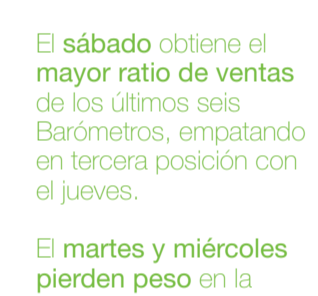 El sábado obtiene el
mayor ratio de ventas
de los últimos seis
Barómetros, empatando
en tercera posición con
el jueves.
El martes y miércoles
pierden peso en la